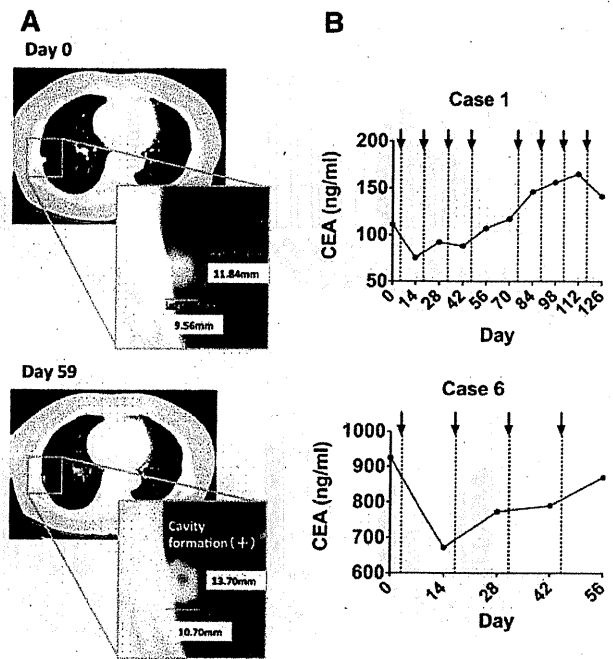 A
Day 0
11.84mm
9.56mm
Day 59
Cavity
formation (+)
13.70mm
10.70mm
B
Case 1
CEA (ng/ml)
200
150
100
50
0 14 28 42 56 70 84 98 112 126
Day
Case 6
CEA (ng/ml)
1000
900
800
700
600
0 14 28 42 56
Day